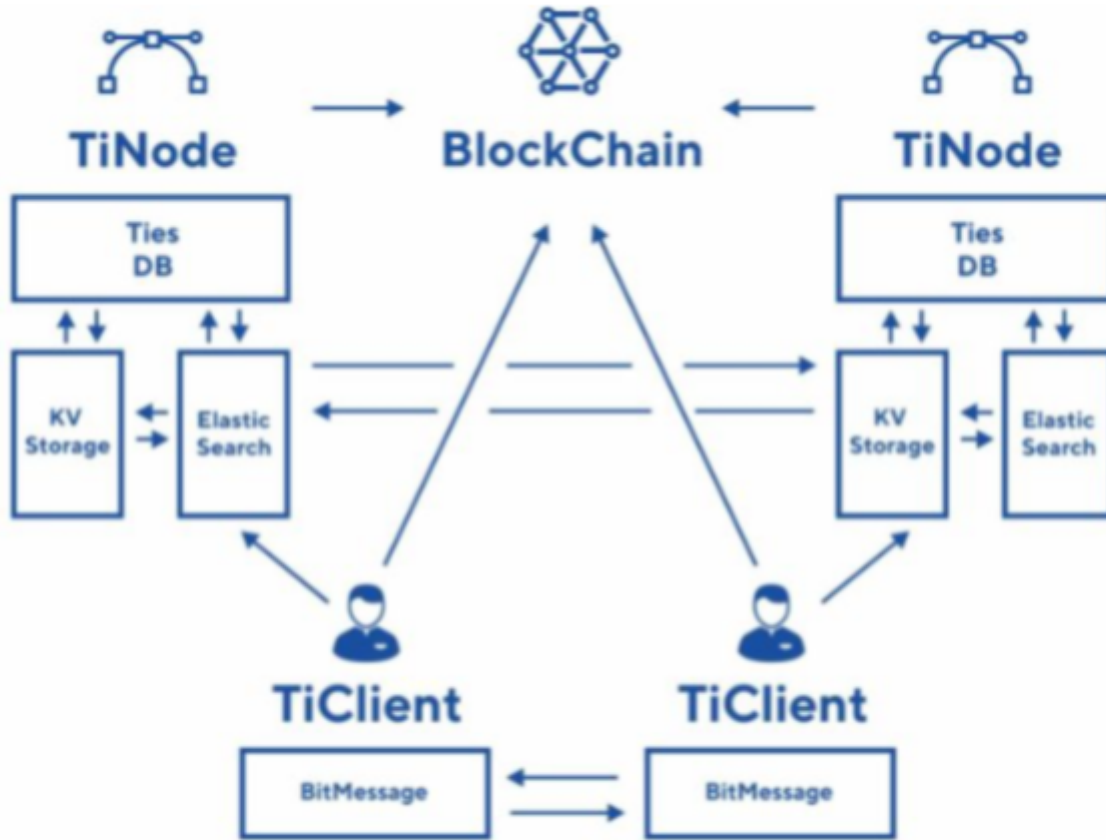 TiNode
BlockChain
TiNode
Ties
DB
Ties
DB
KV
Storage
Elastic
Search
KV
Storage
Elastic
Search
TiClient
TiClient
BitMessage
BitMessage